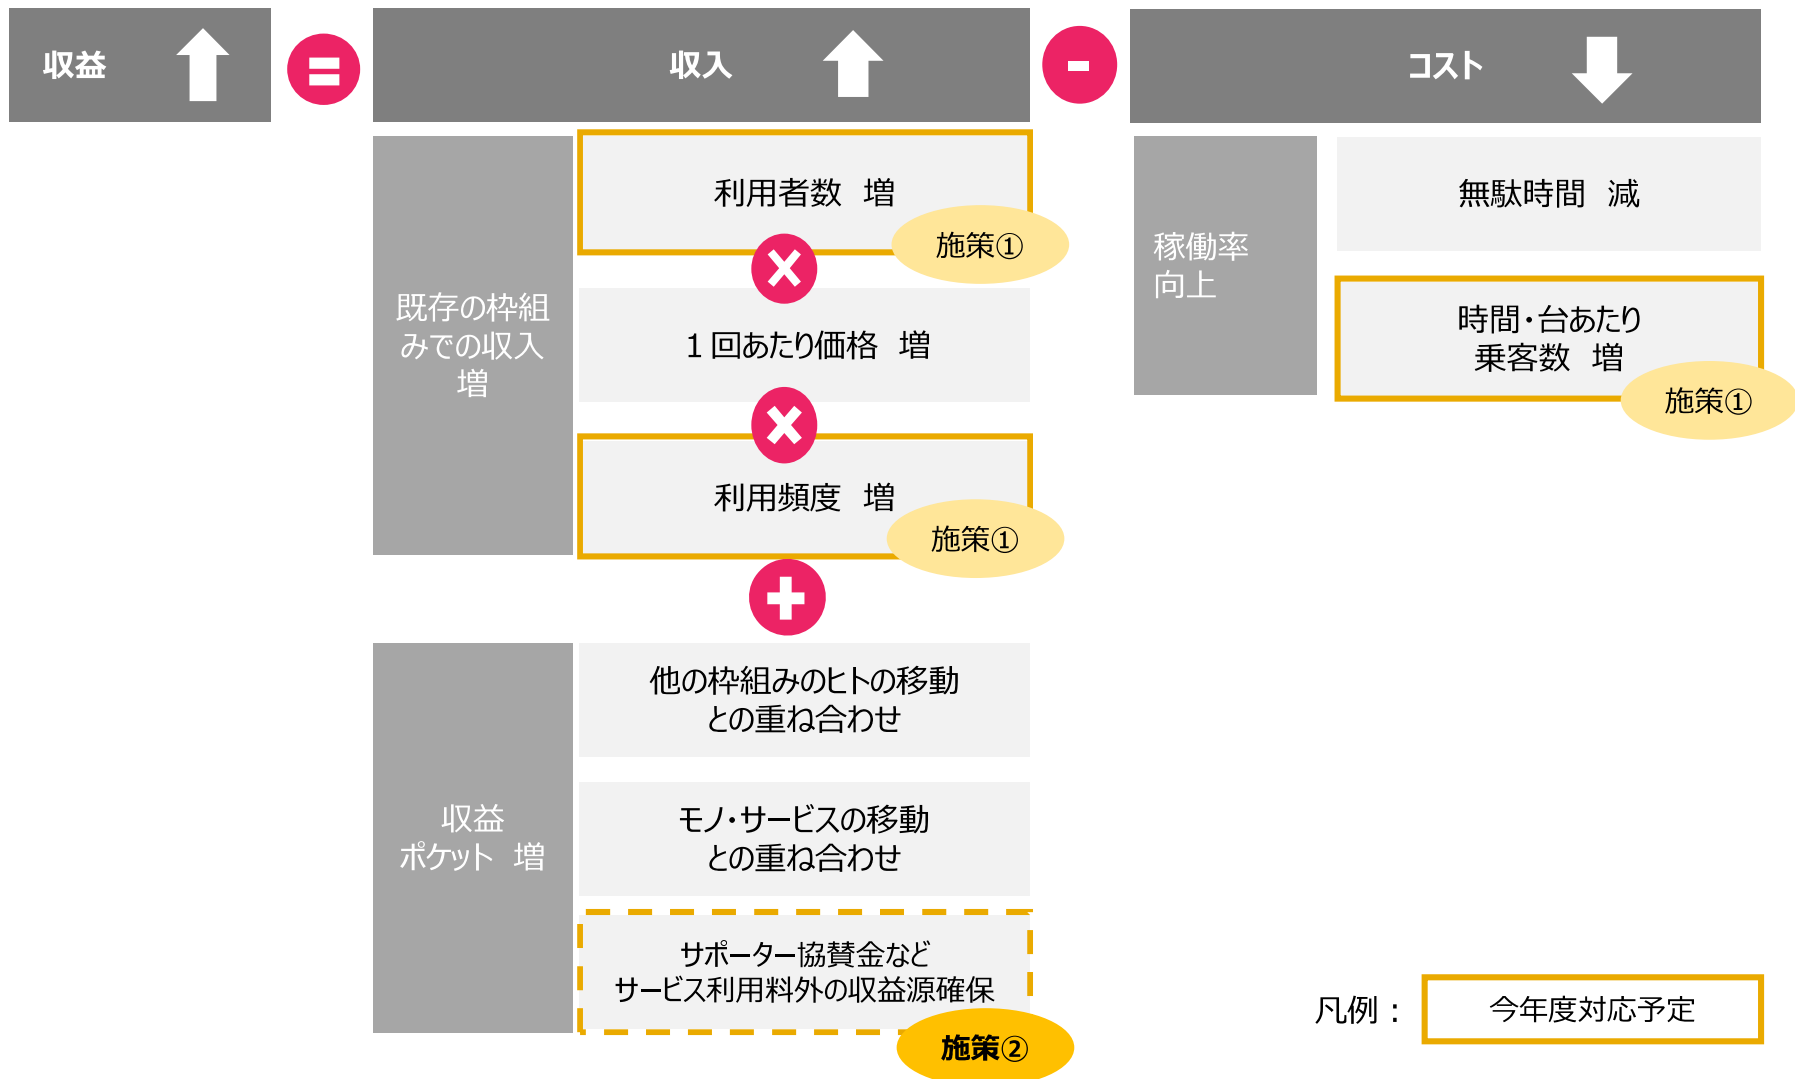 収益
=
収入
-
コスト
既存の枠組
みでの収入
増
利用者数　増
施策①
×
1 回あたり価格　増
×
利用頻度　増
施策①
+
収益
ポケット　増
他の枠組みのヒトの移動
との重ね合わせ
モノ・サービスの移動
との重ね合わせ
サポーター協賛金など
サービス利用料外の収益源確保
施策②
稼働率
向上
無駄時間　減
時間・台あたり
乗客数　増
施策①
凡例：
今年度対応予定